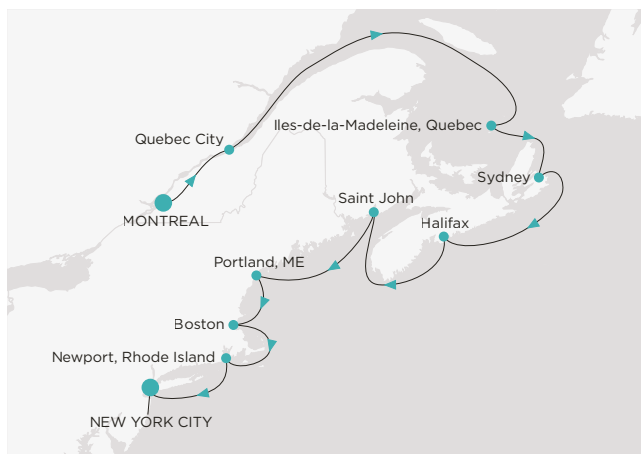 Quebec City
Iles-de-la-Madeleine, Quebec
Sydney
MONTREAL
Saint John
Halifax
Portland, ME
Boston
Newport, Rhode Island
NEW YORK CITY